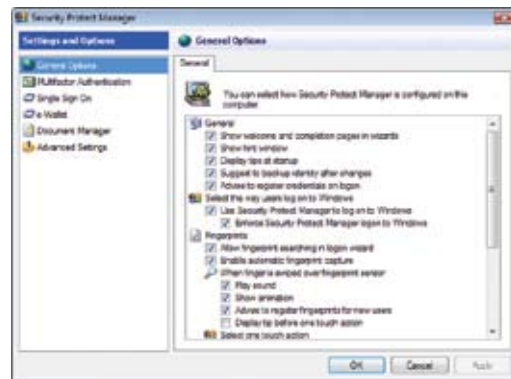 Security Protect Manager
Settings and Options
General Options
Multifactor Authentication
Single Sign On
e-Wallet
Document Manager
Advanced Settings
General Options
General
You can select how Security Protect Manager is configured on this
computer.
General
Show welcome and completion pages in wizards
Show hint window
Display tips at startup
Suggest to backup identity after changes
Advise to register credentials on logon
Select the way users log on to Windows
Use Security Protect Manager to log on to Windows
Enforce Security Protect Manager logon to Windows
Fingerprints
Allow fingerprint searching in logon wizard
Enable automatic fingerprint capture
When finger is swiped over fingerprint sensor
Play sound
Show animation
Advise to register fingerprints for new users
Display tip before one touch action
Select one touch action
OK
Cancel
Apply